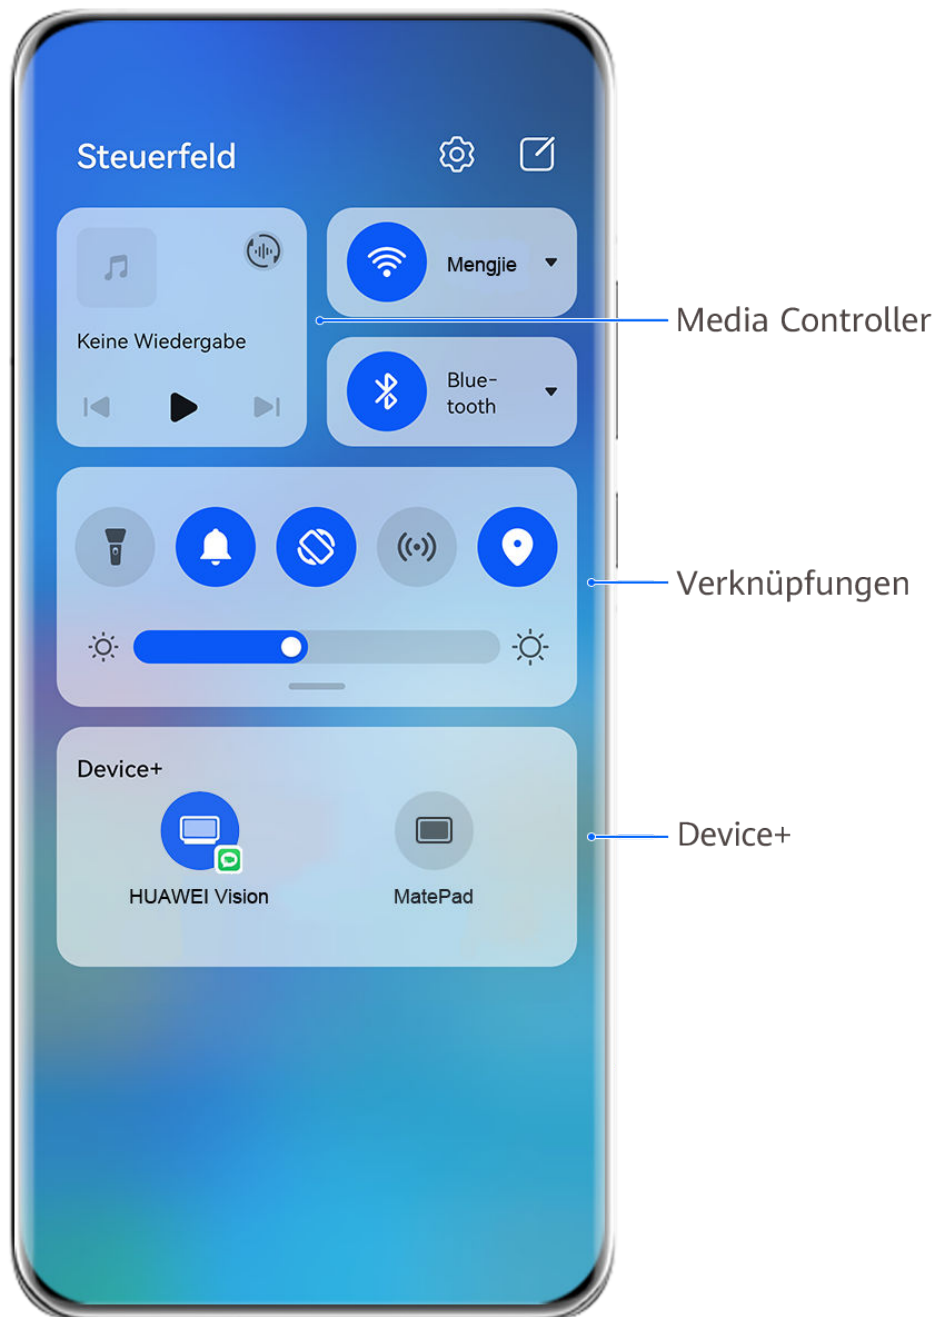 Steuerfeld
Mengjie
Media Controller
Keine Wiedergabe
Blue-
tooth
Verknüpfungen
Device+
Device+
HUAWEI Vision
MatePad